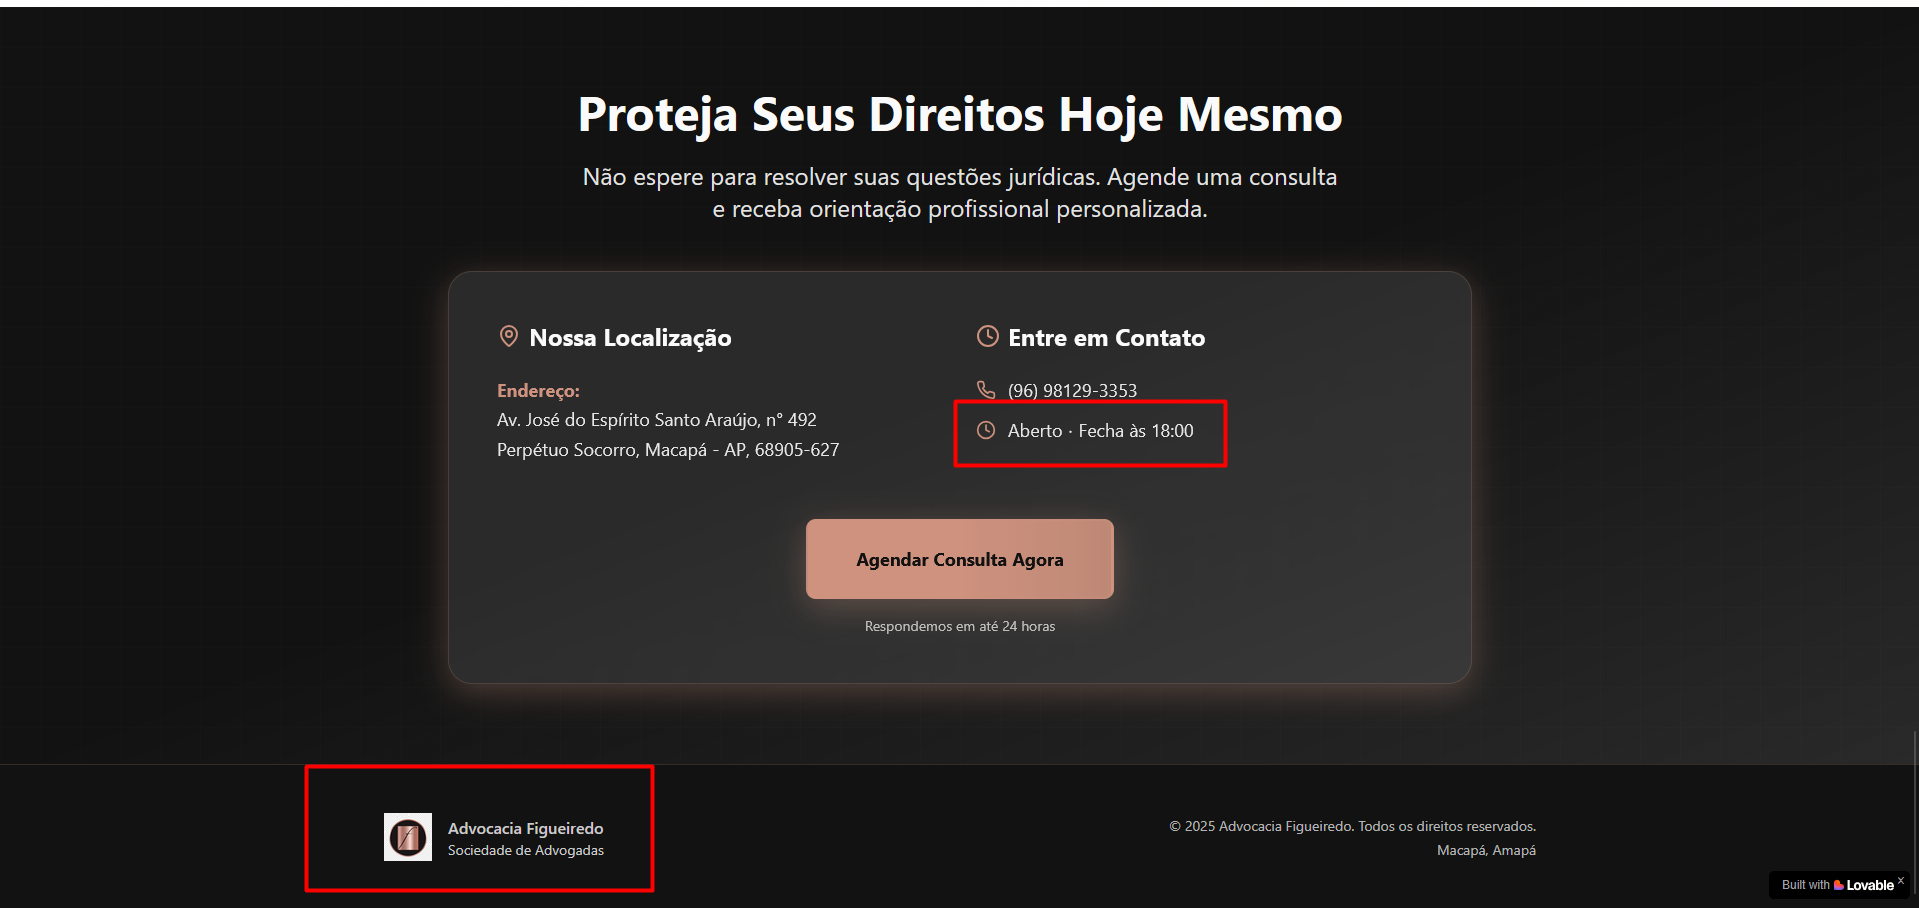 Proteja Seus Direitos Hoje Mesmo
Não espere para resolver suas questões jurídicas. Agende uma consulta
e receba orientação profissional personalizada.
Nossa Localização
Endereço:
Av. José do Espírito Santo Araújo, n° 492
Perpétuo Socorro, Macapá - AP, 68905-627
Entre em Contato
(96) 98129-3353
Aberto · Fecha às 18:00
Agendar Consulta Agora
Respondemos em até 24 horas
Advocacia Figueiredo
Sociedade de Advogadas
© 2025 Advocacia Figueiredo. Todos os direitos reservados.
Macapá, Amapá
Built with Lovable X